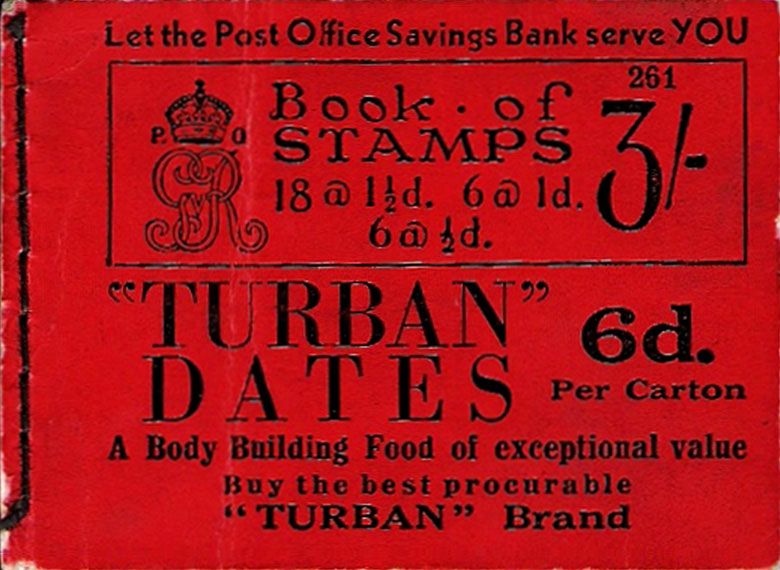 Let the Post Office Savings Bank serve YOU
261
P. O
GR
Book · of
STAMPS
3/-
18 @ 1½d. 6 @ 1d.
6 @ ½d.
"TURBAN"
DATES
6d.
Per Carton
A Body Building Food of exceptional value
Buy the best procurable
"TURBAN" Brand